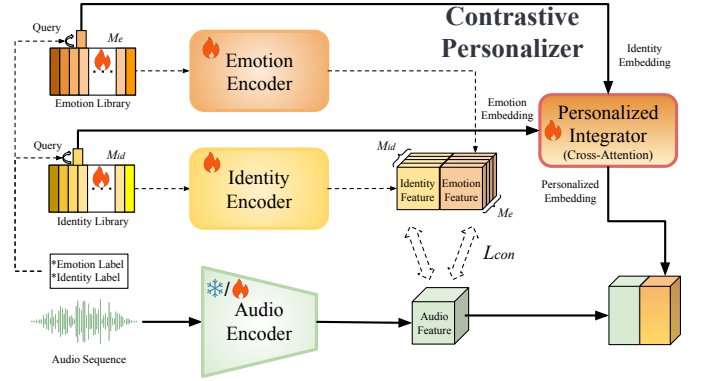 Query
Me
Emotion Library
Emotion
Encoder
Contrastive
Personalizer
Identity
Embedding
Emotion
Embedding
Personalized
Integrator
(Cross-Attention)
Query
Mid
Identity Library
Identity
Encoder
Mid
Identity
Feature
Emotion
Feature
Me
Personalized
Embedding
Lcon
*Emotion Label
*Identity Label
Audio Sequence
/
Audio
Encoder
Audio
Feature